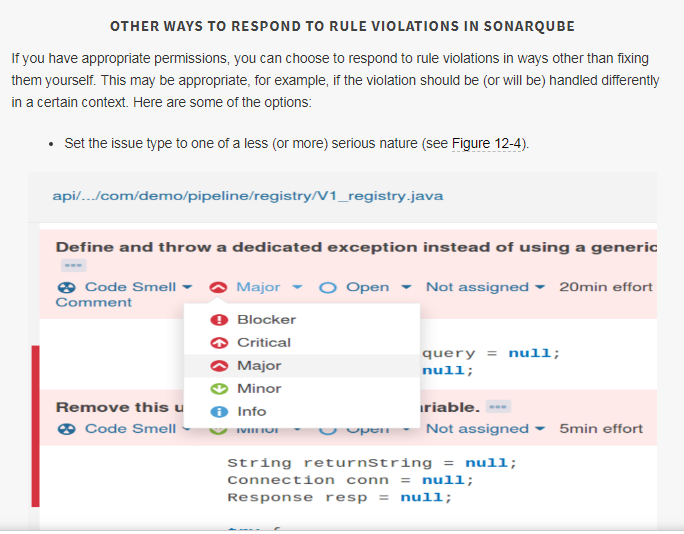 OTHER WAYS TO RESPOND TO RULE VIOLATIONS IN SONARQUBE
If you have appropriate permissions, you can choose to respond to rule violations in ways other than fixing
them yourself. This may be appropriate, for example, if the violation should be (or will be) handled differently
in a certain context. Here are some of the options:
• Set the issue type to one of a less (or more) serious nature (see Figure 12-4).
api/.../com/demo/pipeline/registry/V1_registry.java
Define and throw a dedicated exception instead of using a generic
Code Smell Major Open Not assigned 20min effort
Comment
Blocker
Critical
Major
Minor
Info
query = null;
null;
Remove this
Code Smell Minor Open Not assigned 5min effort
String returnString = null;
Connection conn = null;
Response resp = null;